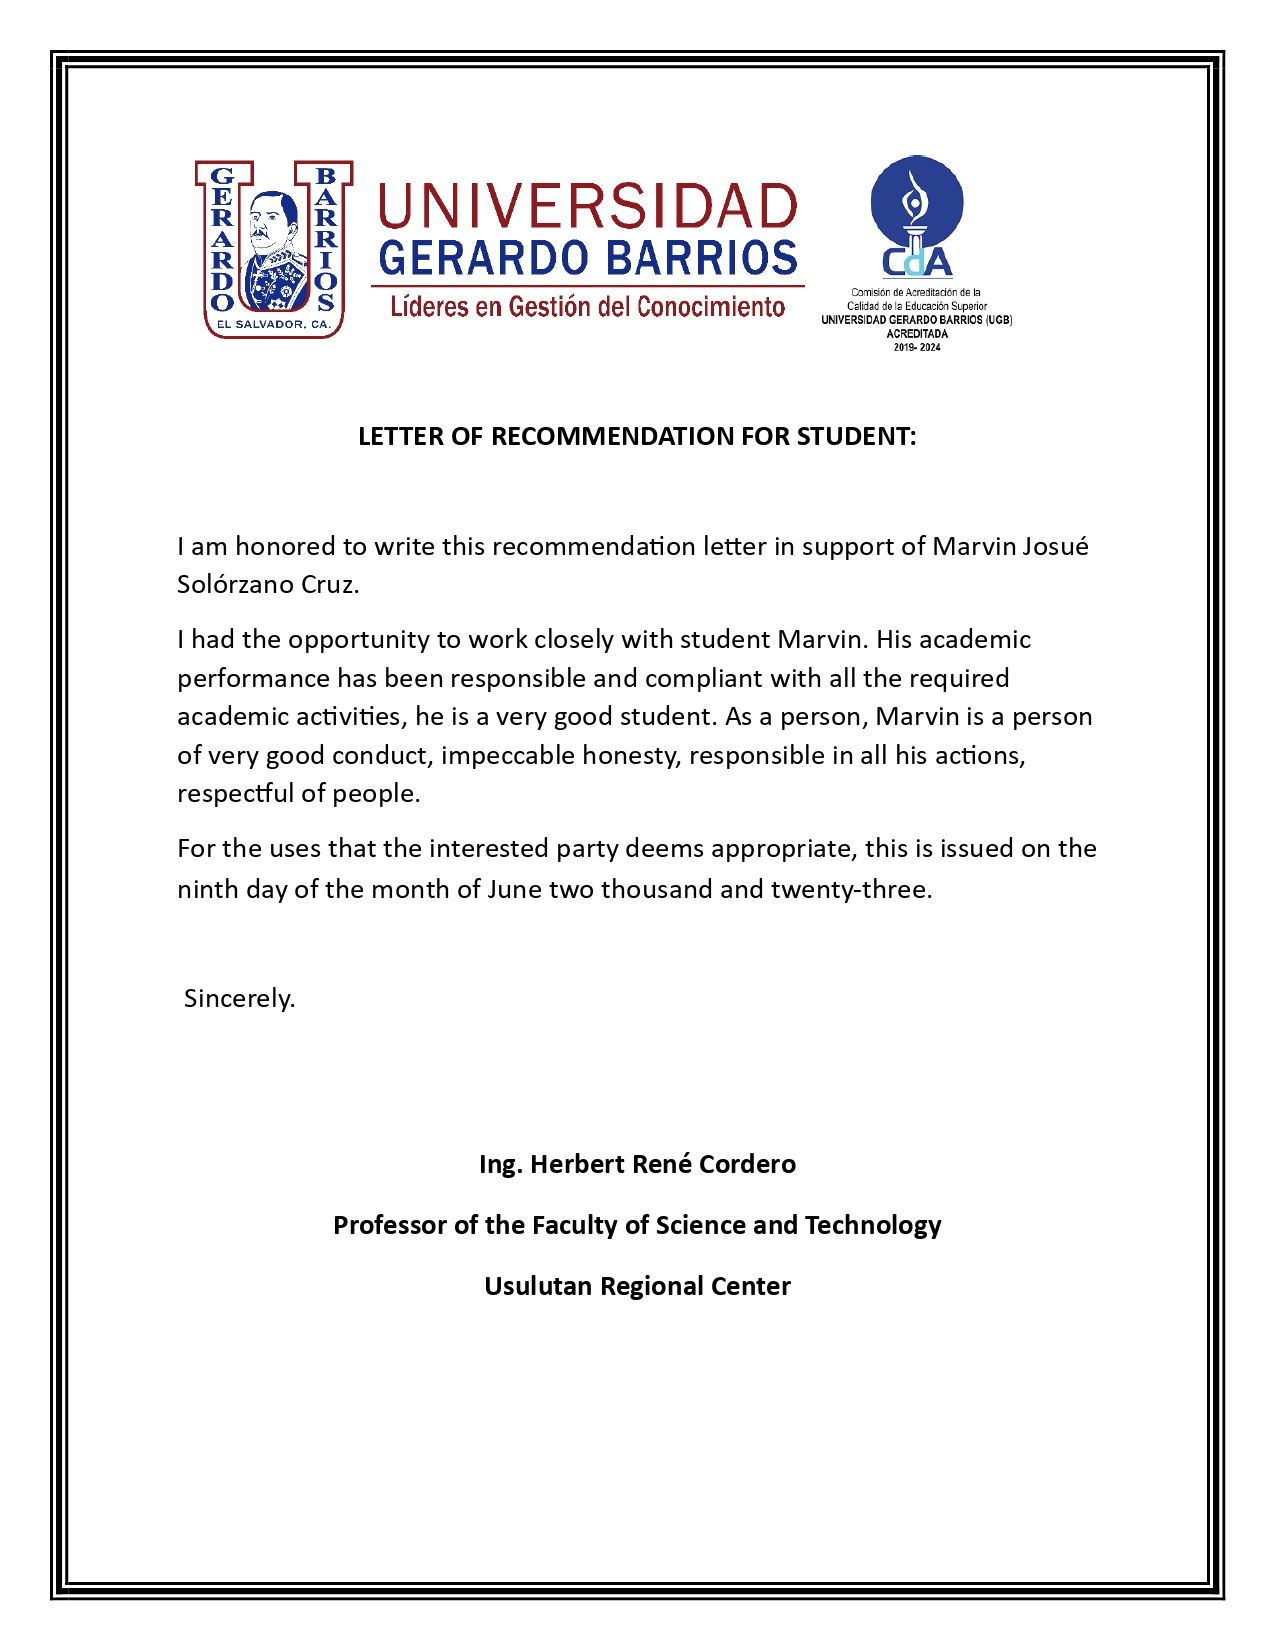 GERARDO
BARRIOS
EL SALVADOR, CA.
UNIVERSIDAD
GERARDO BARRIOS
Líderes en Gestión del Conocimiento
CdA
Comisión de Acreditación de la
Calidad de la Educación Superior
UNIVERSIDAD GERARDO BARRIOS (UGB)
ACREDITADA
2019- 2024
LETTER OF RECOMMENDATION FOR STUDENT:
I am honored to write this recommendation letter in support of Marvin Josué
Solórzano Cruz.
I had the opportunity to work closely with student Marvin. His academic
performance has been responsible and compliant with all the required
academic activities, he is a very good student. As a person, Marvin is a person
of very good conduct, impeccable honesty, responsible in all his actions,
respectful of people.
For the uses that the interested party deems appropriate, this is issued on the
ninth day of the month of June two thousand and twenty-three.
Sincerely.
Ing. Herbert René Cordero
Professor of the Faculty of Science and Technology
Usulutan Regional Center